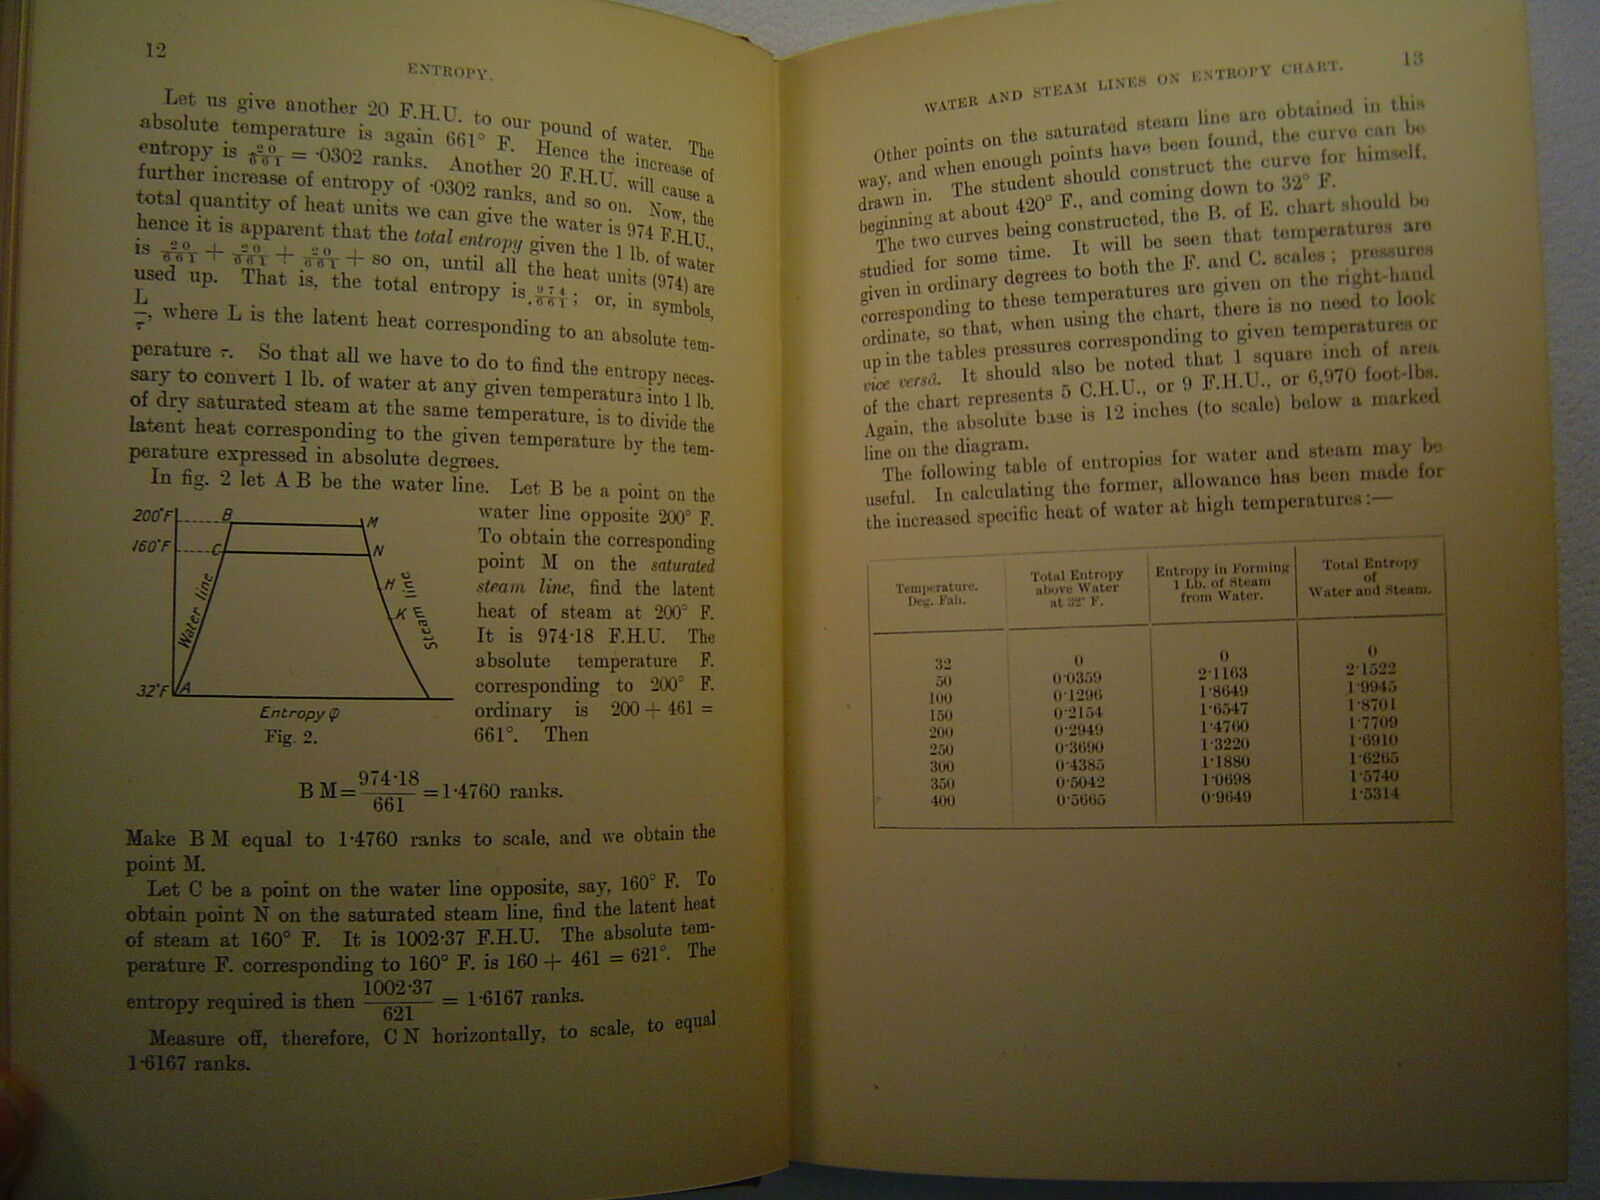 12
ENTROPY.
Let us give another 20 F.H.U. to our pound of water. The
absolute temperature is again 661° F. Hence the increase of
entropy is 20/661 = ·0302 ranks. Another 20 F.H.U. will cause a
further increase of entropy of ·0302 ranks, and so on. Now, the
total quantity of heat units we can give the water is 974 F.H.U.,
hence it is apparent that the total entropy given the 1 lb. of water
is 20/661 + 20/661 + 20/661 + so on, until all the heat units (974) are
used up. That is, the total entropy is 974/661; or, in symbols,
L/τ, where L is the latent heat corresponding to an absolute tem-
perature τ. So that all we have to do to find the entropy neces-
sary to convert 1 lb. of water at any given temperature into 1 lb.
of dry saturated steam at the same temperature, is to divide the
latent heat corresponding to the given temperature by the tem-
perature expressed in absolute degrees.
In fig. 2 let A B be the water line. Let B be a point on the
water line opposite 200° F.
To obtain the corresponding
point M on the saturated
steam line, find the latent
heat of steam at 200° F.
It is 974·18 F.H.U. The
absolute temperature F.
corresponding to 200° F.
ordinary is 200 + 461 =
661°. Then
200°F
B
M
160°F
C
N
H
K
Water line
Steam line
32°F
A
Entropy φ
Fig. 2.
B M = 974·18/661 = 1·4760 ranks.
Make B M equal to 1·4760 ranks to scale, and we obtain the
point M.
Let C be a point on the water line opposite, say, 160° F. To
obtain point N on the saturated steam line, find the latent heat
of steam at 160° F. It is 1002·37 F.H.U. The absolute tem-
perature F. corresponding to 160° F. is 160 + 461 = 621°. The
entropy required is then 1002·37/621 = 1·6167 ranks.
Measure off, therefore, C N horizontally, to scale, to equal
1·6167 ranks.
WATER AND STEAM LINES ON ENTROPY CHART.
13
Other points on the saturated steam line are obtained in this
way, and when enough points have been found, the curve can be
drawn in. The student should construct the curve for himself,
beginning at about 420° F., and coming down to 32° F.
The two curves being constructed, the B. of E. chart should be
studied for some time. It will be seen that temperatures are
given in ordinary degrees to both the F. and C. scales; pressures
corresponding to these temperatures are given on the right-hand
ordinate, so that, when using the chart, there is no need to look
up in the tables pressures corresponding to given temperatures or
vice versâ. It should also be noted that 1 square inch of area
of the chart represents 5 C.H.U., or 9 F.H.U., or 6,970 foot-lbs.
Again, the absolute base is 12 inches (to scale) below a marked
line on the diagram.
The following table of entropies for water and steam may be
useful. In calculating the former, allowance has been made for
the increased specific heat of water at high temperatures:—
Temperature. Deg. Fah. | Total Entropy above Water at 32° F. | Entropy in Forming 1 Lb. of Steam from Water. | Total Entropy of Water and Steam.
32 0 0 0
50 0·0359 2·1163 2·1522
100 0·1296 1·8649 1·9945
150 0·2154 1·6547 1·8701
200 0·2949 1·4760 1·7709
250 0·3690 1·3220 1·6910
300 0·4385 1·1880 1·6265
350 0·5042 1·0698 1·5740
400 0·5665 0·9649 1·5314